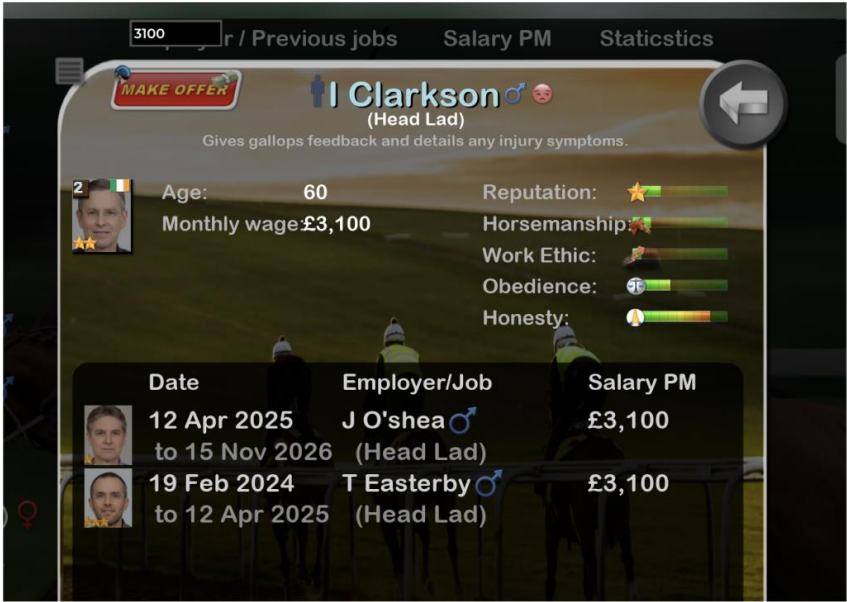 3100
r / Previous jobs Salary PM Staticstics
MAKE OFFER
I Clarkson
(Head Lad)
Gives gallops feedback and details any injury symptoms.
2
Age: 60
Monthly wage: £3,100
Reputation:
Horsemanship:
Work Ethic:
Obedience:
Honesty:
Date Employer/Job Salary PM
12 Apr 2025 J O'shea £3,100
to 15 Nov 2026 (Head Lad)
19 Feb 2024 T Easterby £3,100
to 12 Apr 2025 (Head Lad)